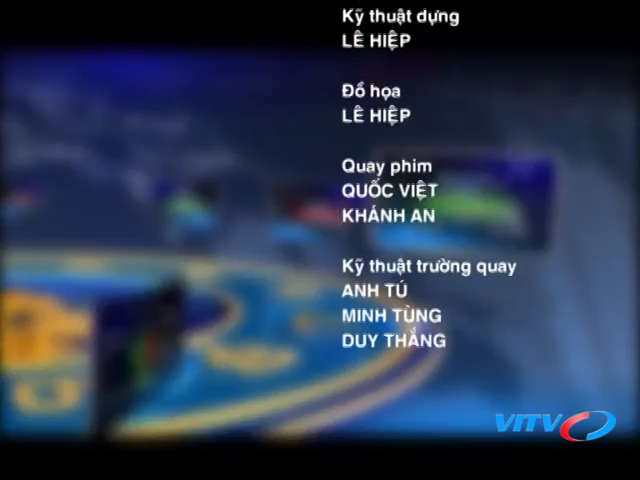 Kỹ thuật dựng
LÊ HIỆP
Đồ họa
LÊ HIỆP
Quay phim
QUỐC VIỆT
KHÁNH AN
Kỹ thuật trường quay
ANH TÚ
MINH TÙNG
DUY THẮNG
VITV